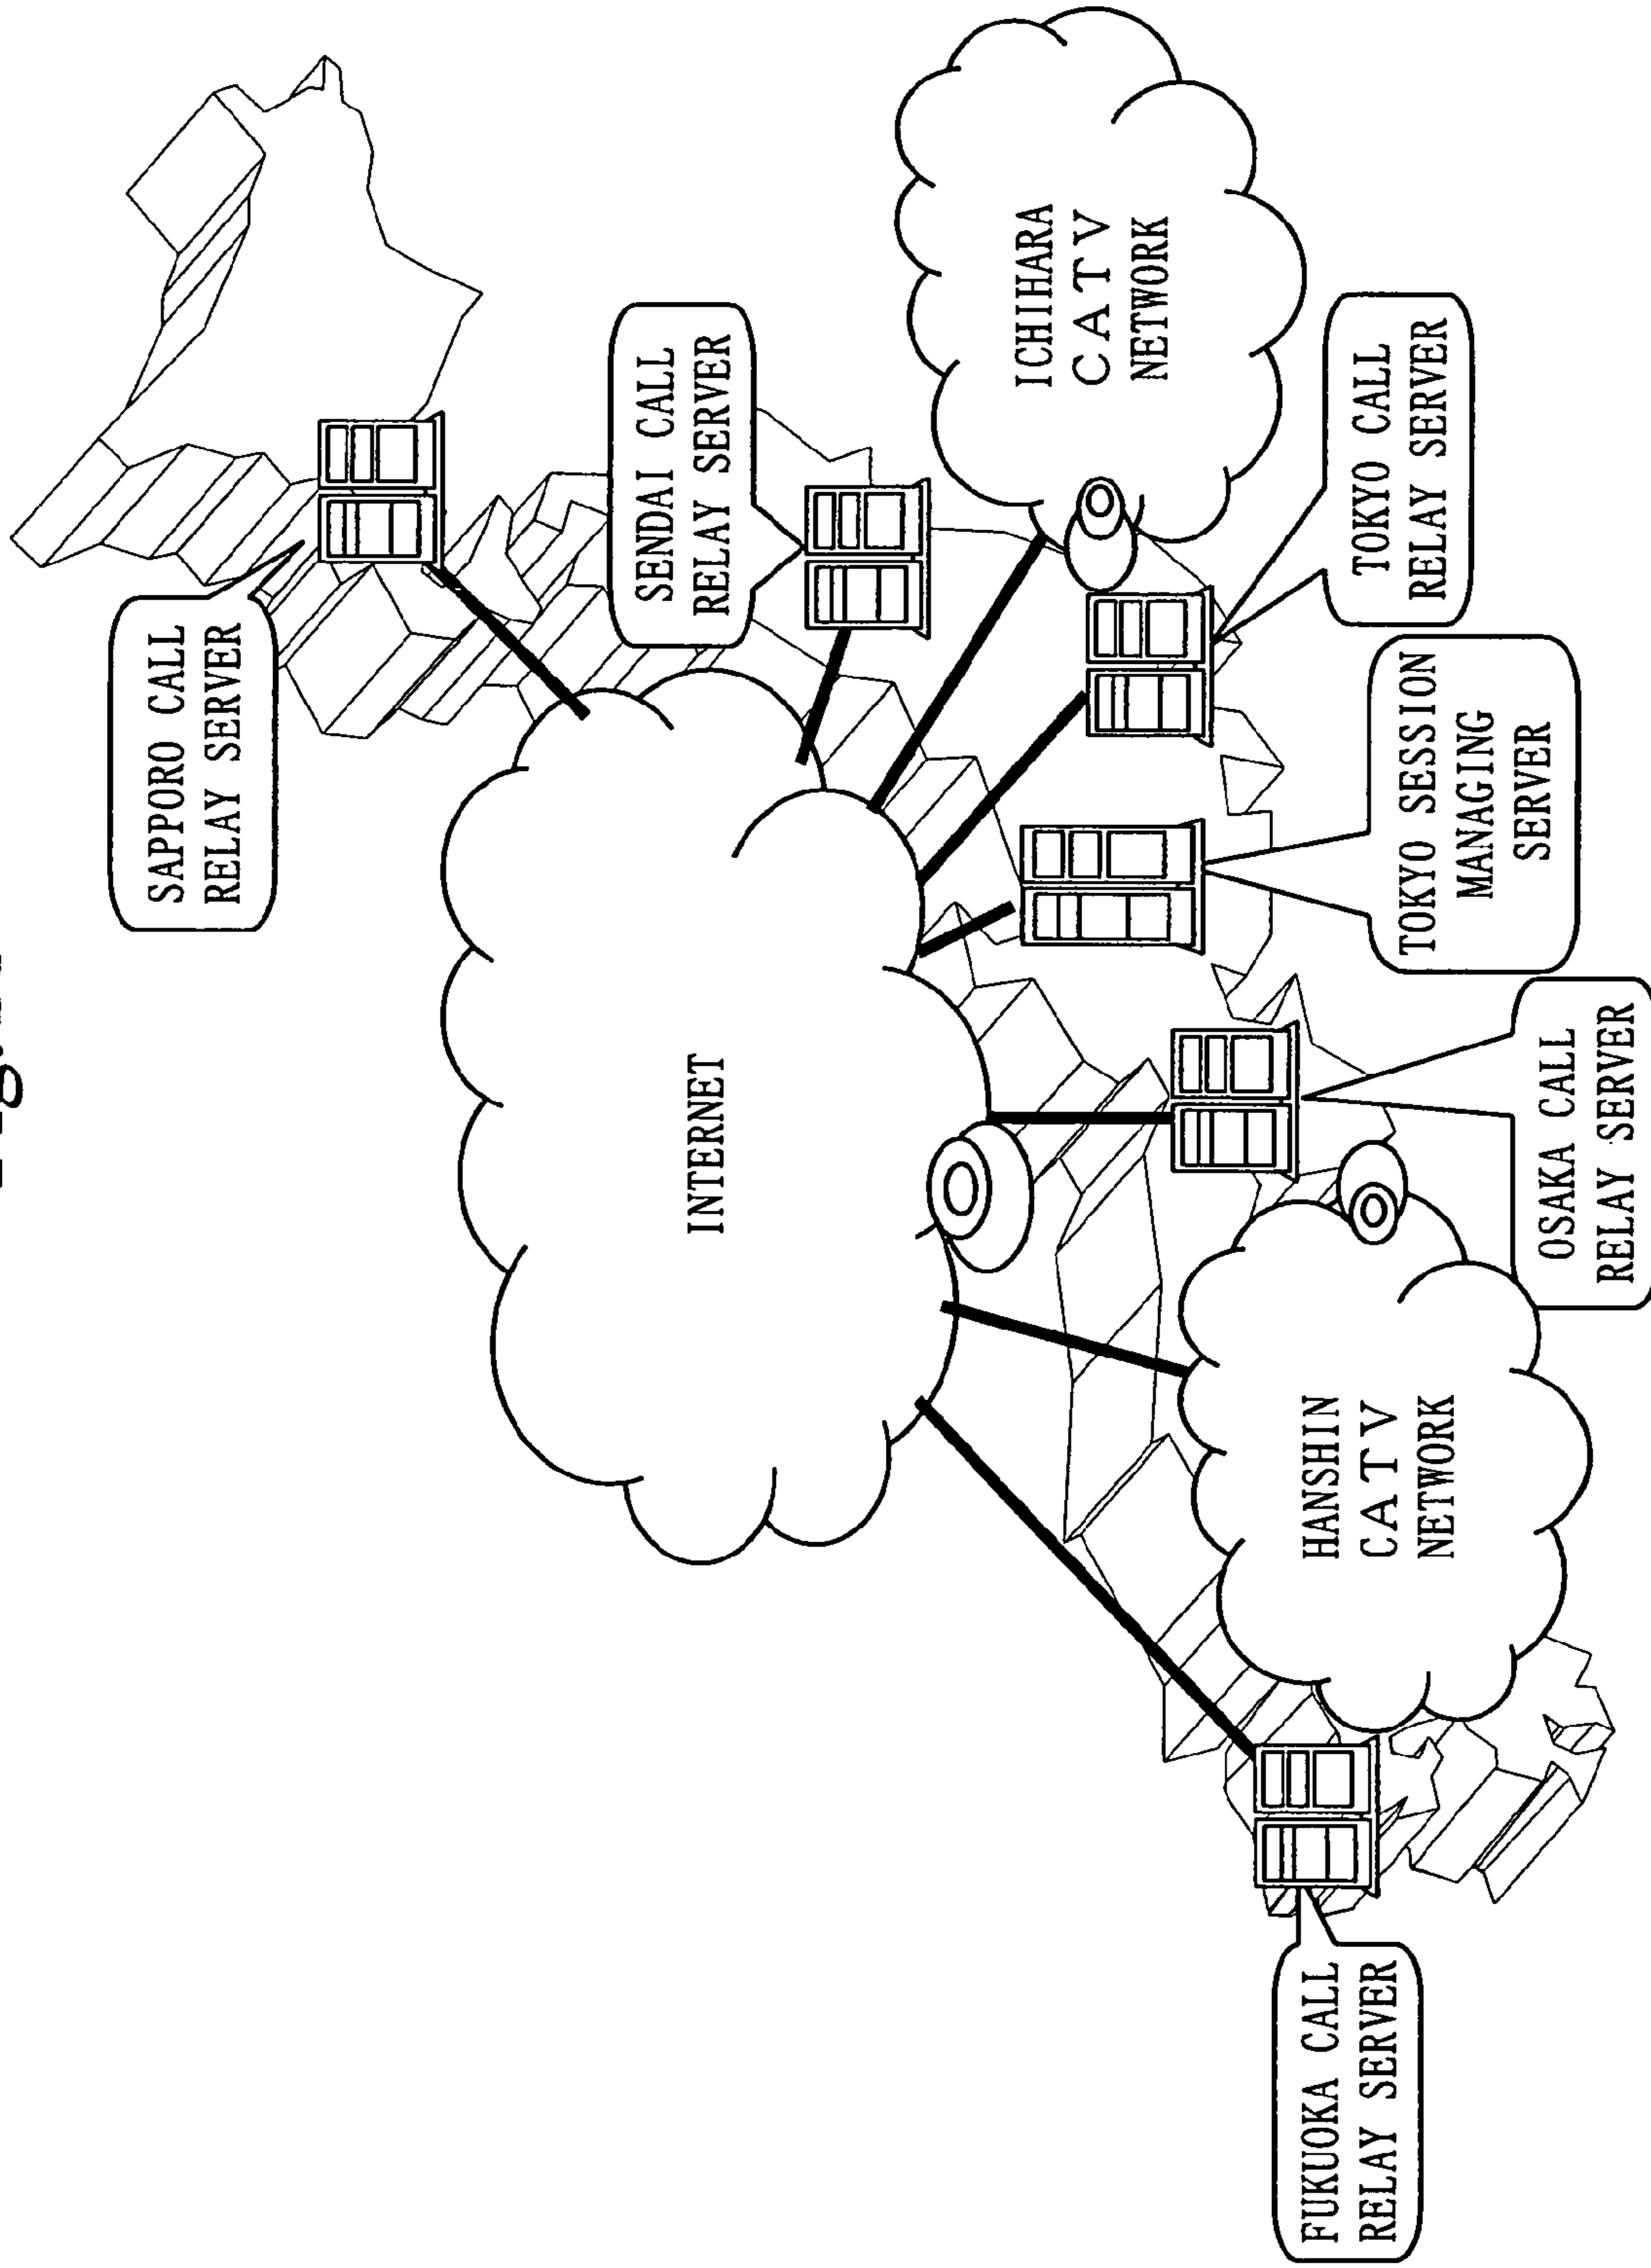 SAPPORO CALL
RELAY SERVER
SENDAI CALL
RELAY SERVER
INTERNET
ICHIHARA
CATV
NETWORK
TOKYO CALL
RELAY SERVER
TOKYO SESSION
MANAGING
SERVER
OSAKA CALL
RELAY SERVER
HANSHIN
CATV
NETWORK
FUKUOKA CALL
RELAY SERVER